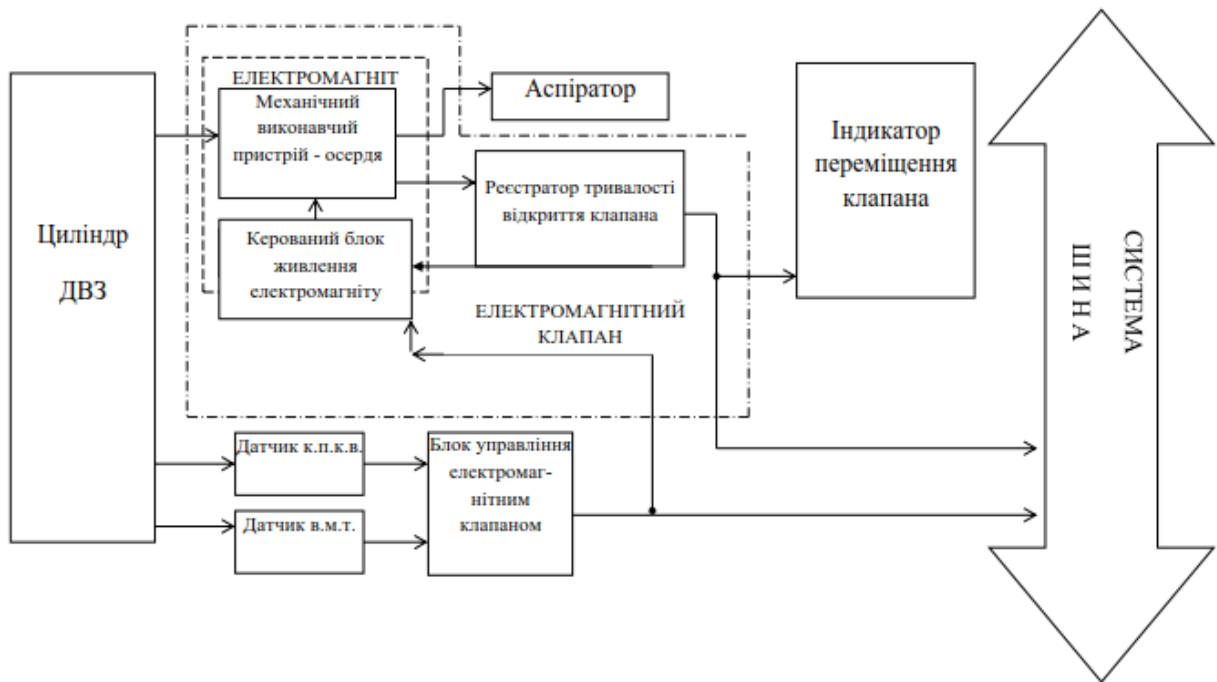 ЕЛЕКТРОМАГНІТ
Механічний
виконавчий
пристрій - осердя
Аспіратор
Індикатор
переміщення
клапана
Реєстратор тривалості
відкриття клапана
Циліндр
ДВЗ
Керований блок
живлення
електромагніту
ЕЛЕКТРОМАГНІТНИЙ
КЛАПАН
СИСТЕМА
Ш И Н А
Датчик к.п.к.в.
Датчик в.м.т.
Блок управління
електромаг-
нітним
клапаном